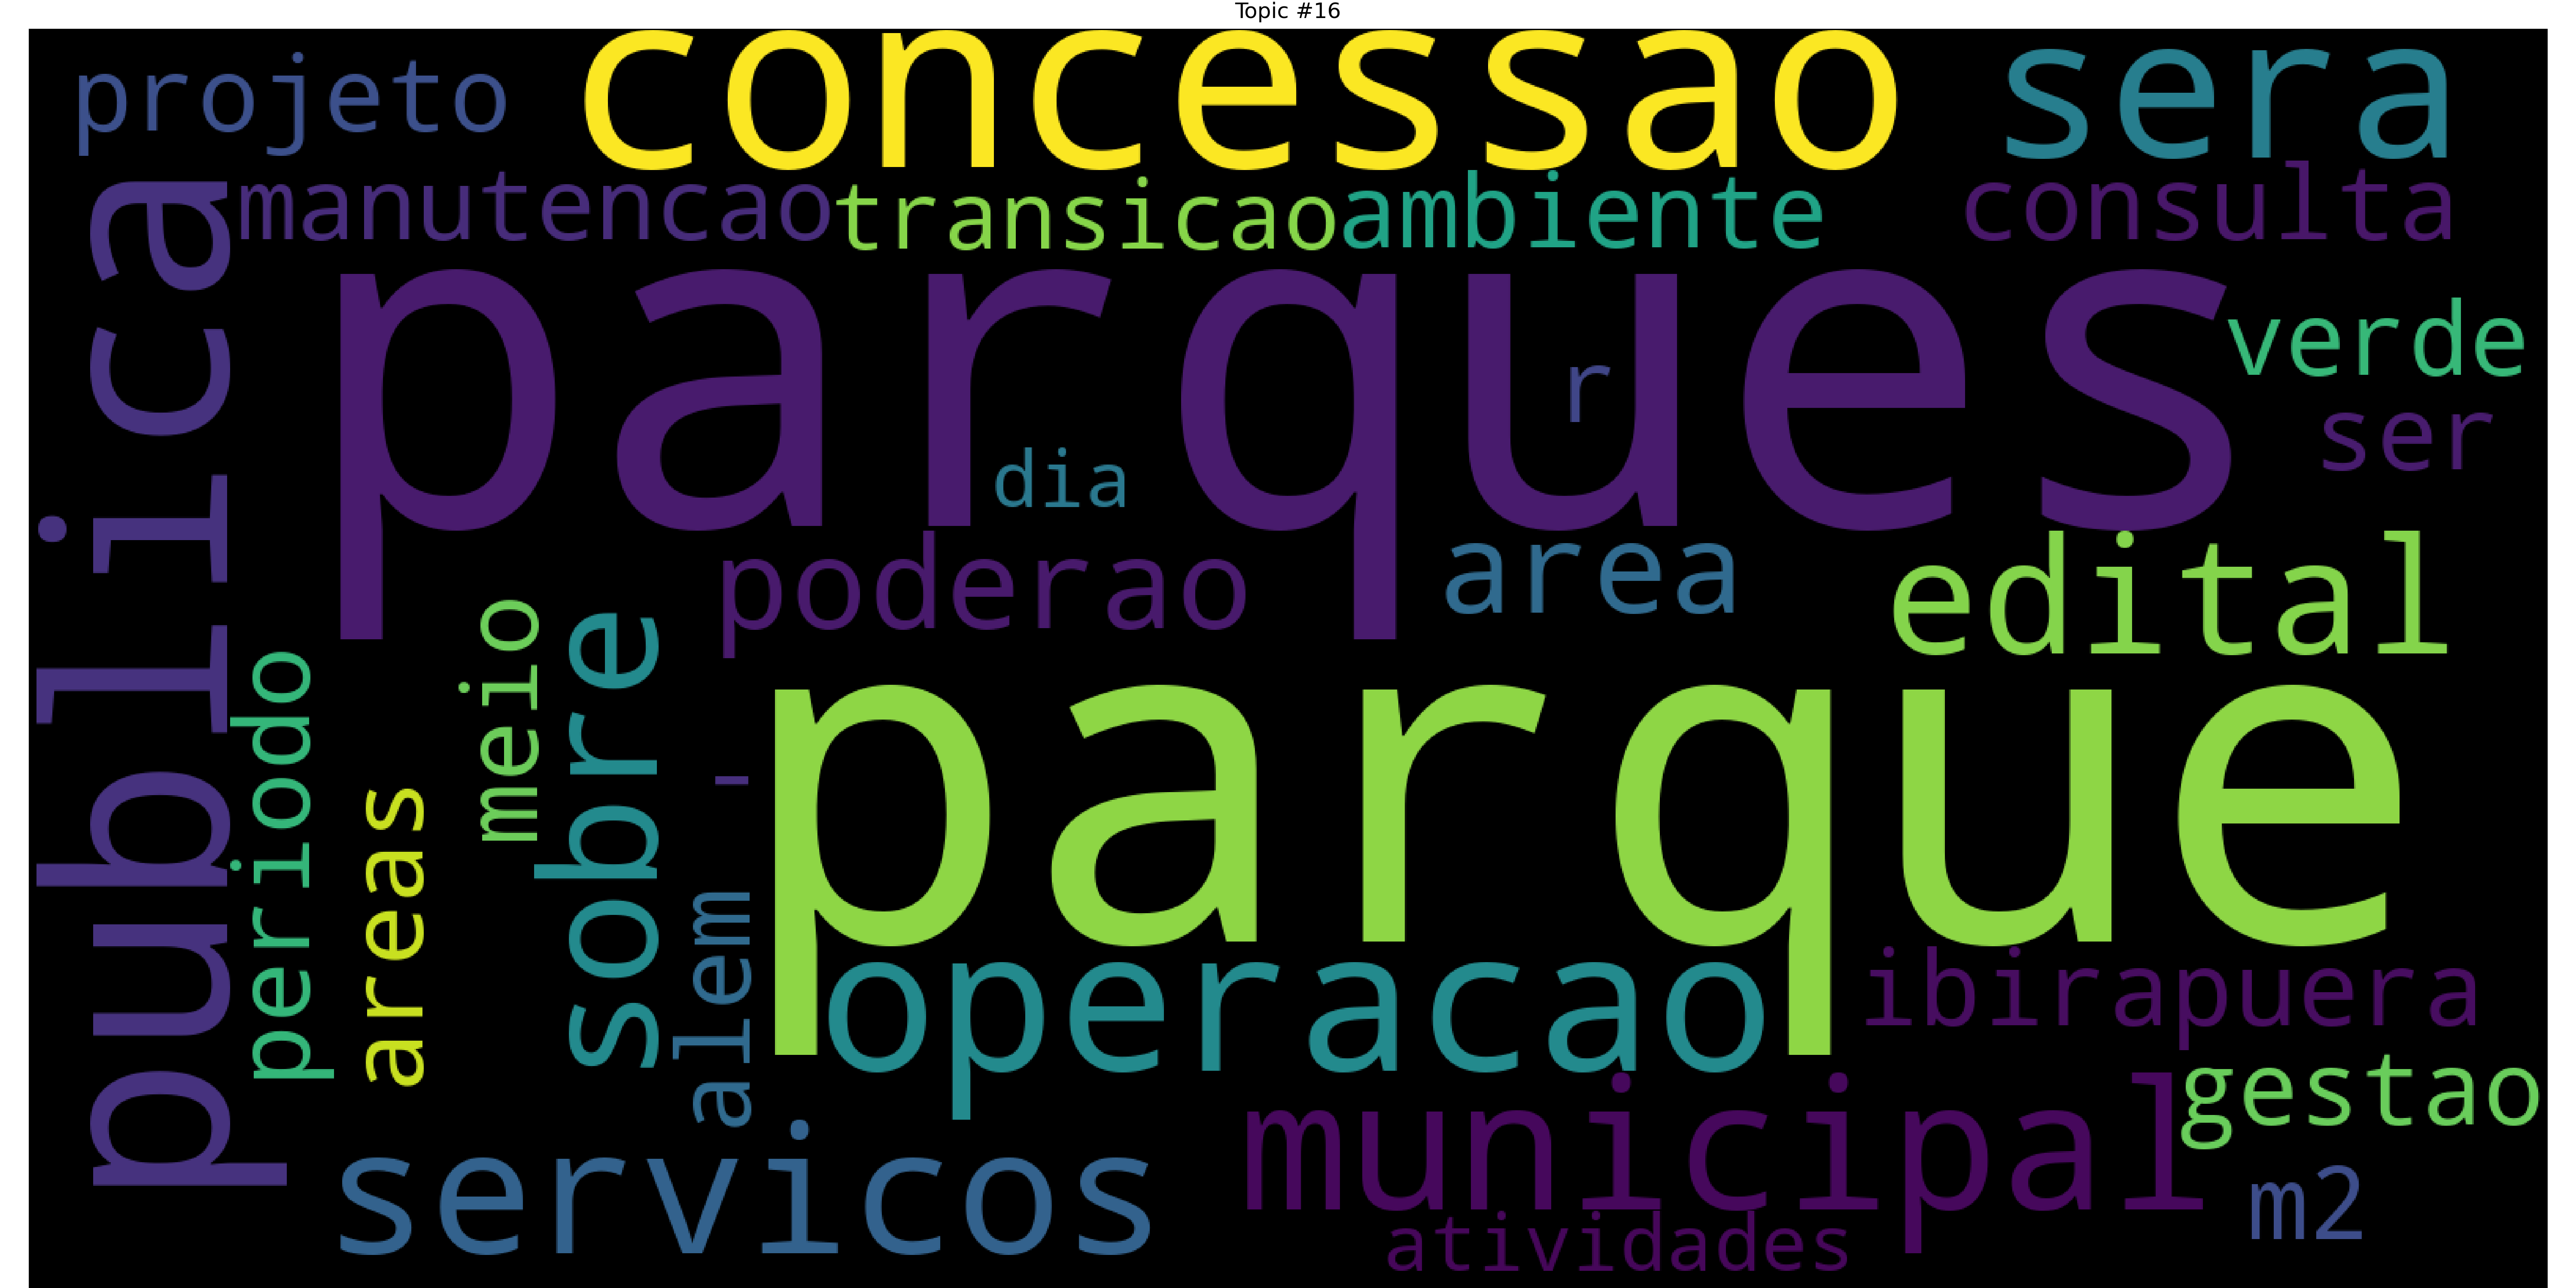 Topic #16
projeto
concessao
sera
manutencao
transicao
ambiente
consulta
publica
parques
verde
r
ser
dia
poderao
area
edital
meio
sobre
periodo
areas
-
alem
parque
operacao
ibirapuera
gestao
municipal
servicos
m2
atividades